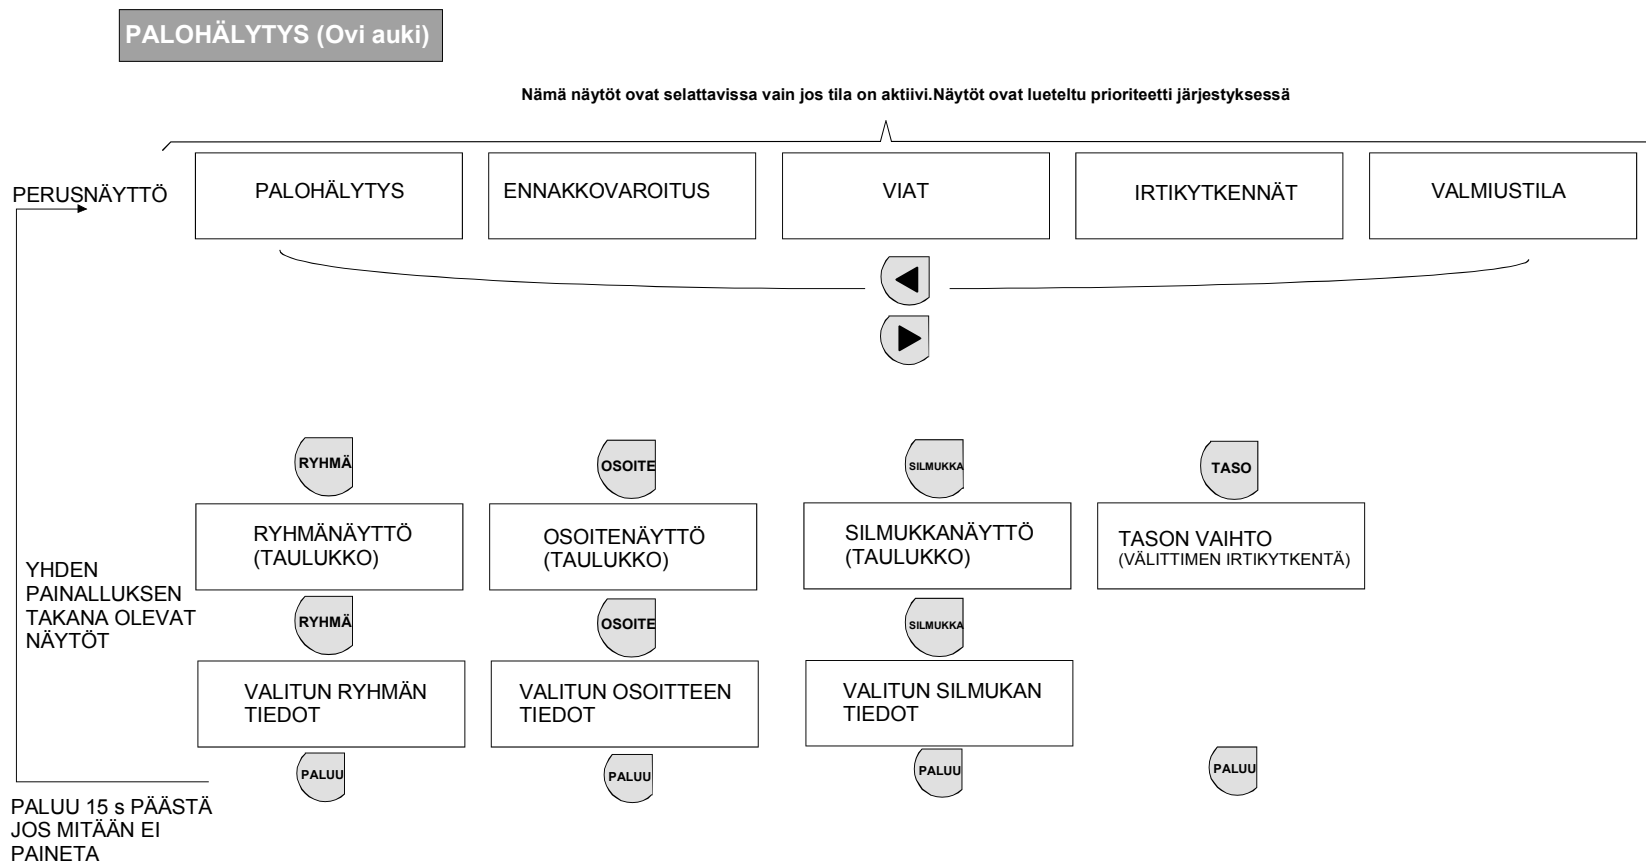 PALOHÄLYTYS (Ovi auki)
Nämä näytöt ovat selattavissa vain jos tila on aktiivi.Näytöt ovat lueteltu prioriteetti järjestyksessä
PERUSNÄYTTÖ
PALOHÄLYTYS
ENNAKKOVAROITUS
VIAT
IRTIKYTKENNÄT
VALMIUSTILA
RYHMÄ
OSOITE
SILMUKKA
TASO
RYHMÄNÄYTTÖ
(TAULUKKO)
OSOITENÄYTTÖ
(TAULUKKO)
SILMUKKANÄYTTÖ
(TAULUKKO)
TASON VAIHTO
(VÄLITTIMEN IRTIKYTKENTÄ)
YHDEN
PAINALLUKSEN
TAKANA OLEVAT
NÄYTÖT
RYHMÄ
OSOITE
SILMUKKA
VALITUN RYHMÄN
TIEDOT
VALITUN OSOITTEEN
TIEDOT
VALITUN SILMUKAN
TIEDOT
PALUU
PALUU
PALUU
PALUU
PALUU 15 s PÄÄSTÄ
JOS MITÄÄN EI
PAINETA